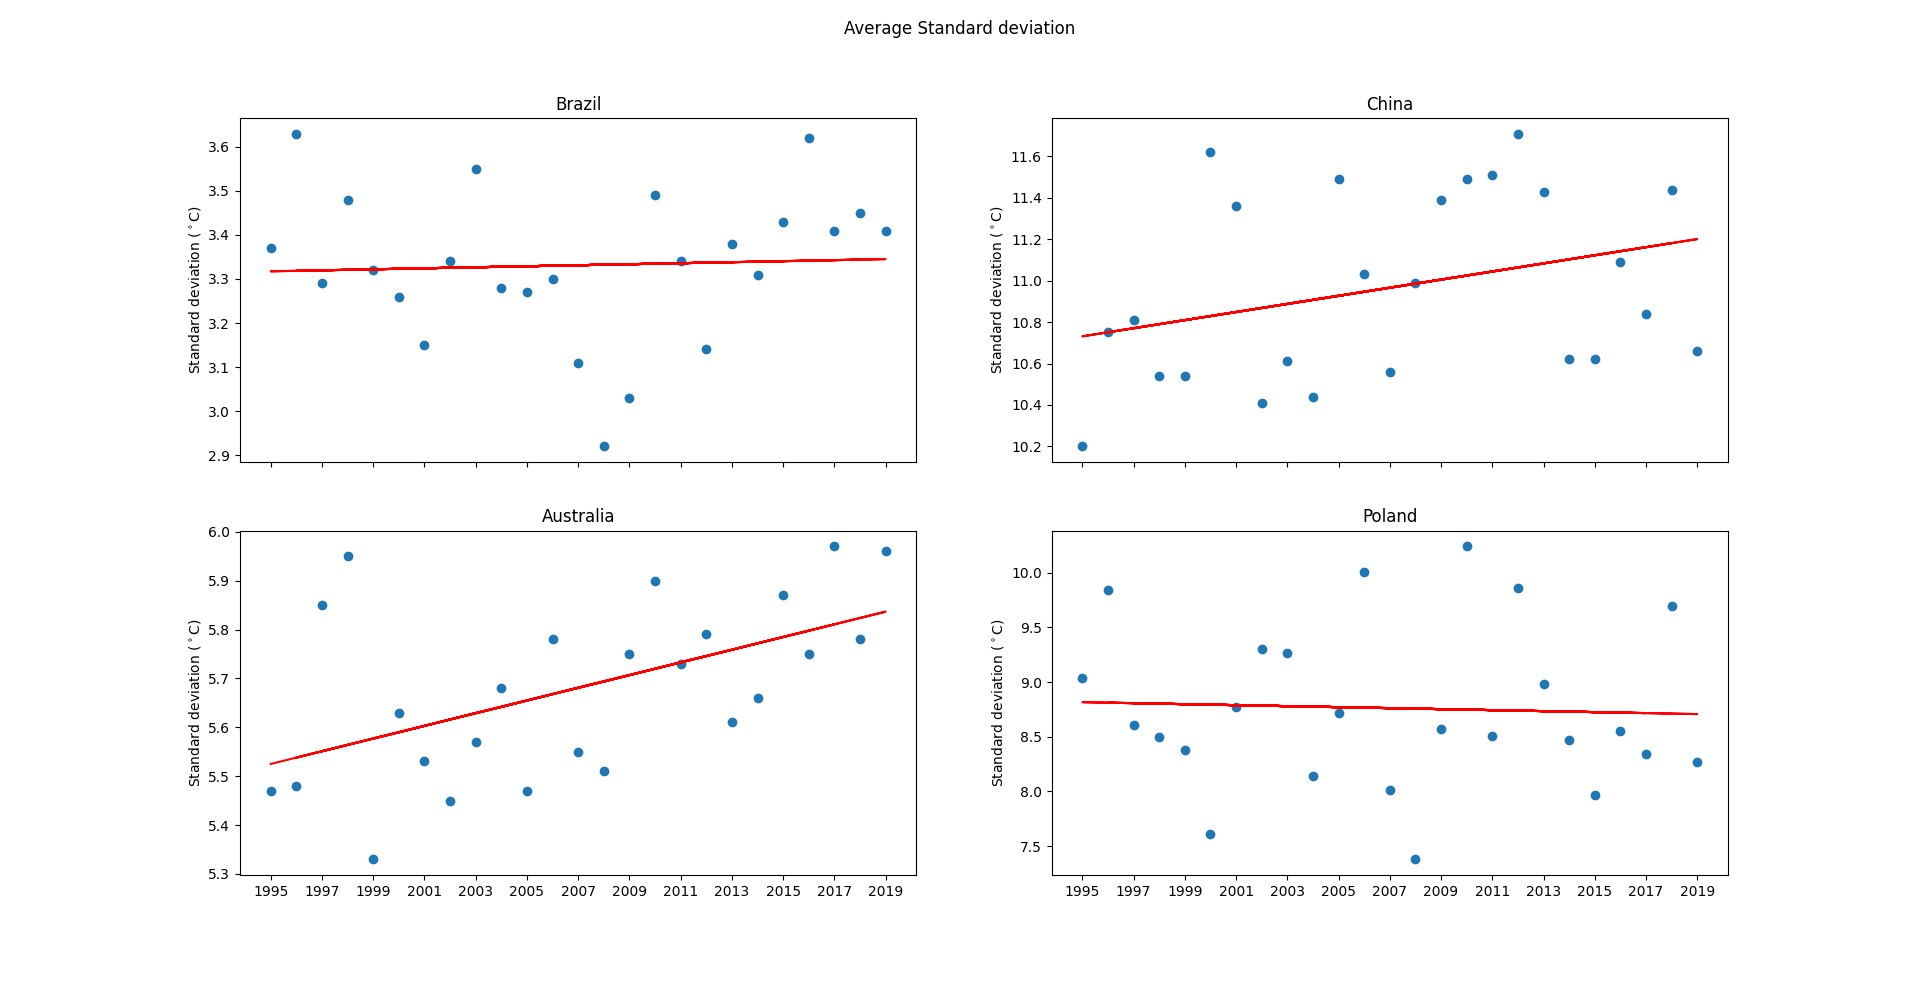 Average Standard deviation
Brazil
Standard deviation (°C)
3.6
3.5
3.4
3.3
3.2
3.1
3.0
2.9
China
Standard deviation (°C)
11.6
11.4
11.2
11.0
10.8
10.6
10.4
10.2
Australia
Standard deviation (°C)
6.0
5.9
5.8
5.7
5.6
5.5
5.4
5.3
1995 1997 1999 2001 2003 2005 2007 2009 2011 2013 2015 2017 2019
Poland
Standard deviation (°C)
10.0
9.5
9.0
8.5
8.0
7.5
1995 1997 1999 2001 2003 2005 2007 2009 2011 2013 2015 2017 2019